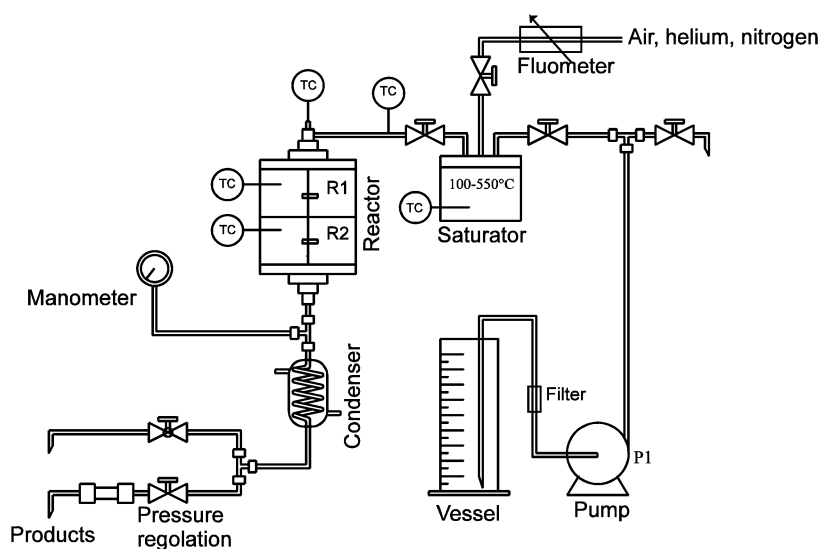 Air, helium, nitrogen
Fluometer
TC
TC
TC
R1
100-550°C
TC
TC
R2
Reactor
Saturator
Manometer
Condenser
Filter
P1
Pressure
regolation
Products
Vessel
Pump